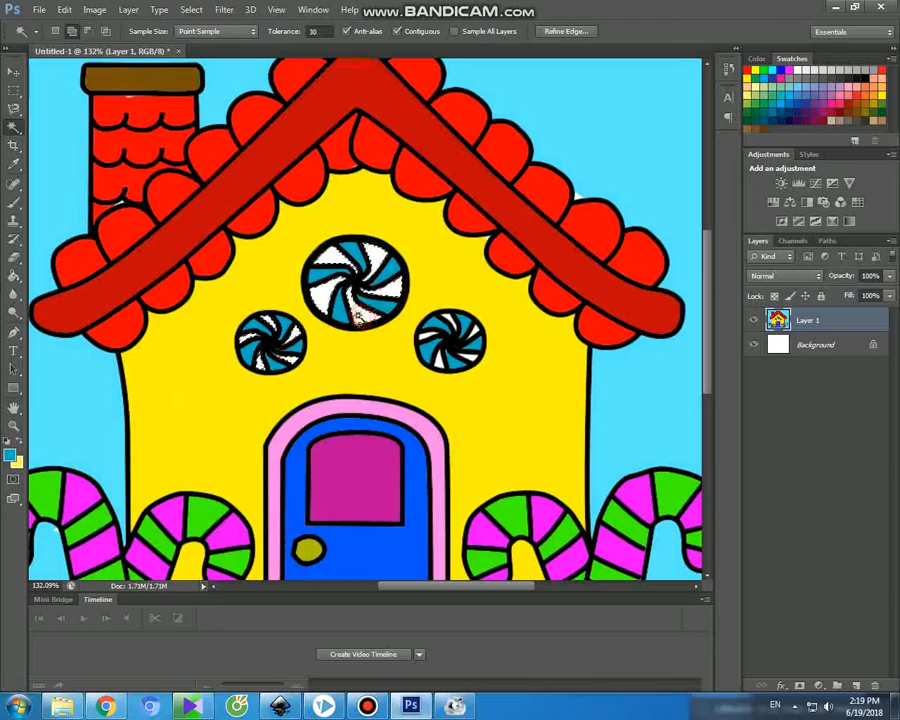 Ps File Edit Image Layer Type Select Filter 3D View Window Help
www.BANDICAM.com
Sample Size: Point Sample Tolerance: 30 Anti-alias Contiguous Sample All Layers Refine Edge... Essentials
Untitled-1 @ 132% (Layer 1, RGB/8) * ×
Color Swatches
Adjustments Styles
Add an adjustment
Layers Channels Paths
Kind
Normal Opacity: 100%
Lock: Fill: 100%
Layer 1
Background
132.09% Doc: 1.71M/1.71M
Mini Bridge Timeline
Create Video Timeline
fx
Ps EN 2:19 PM
6/19/2018